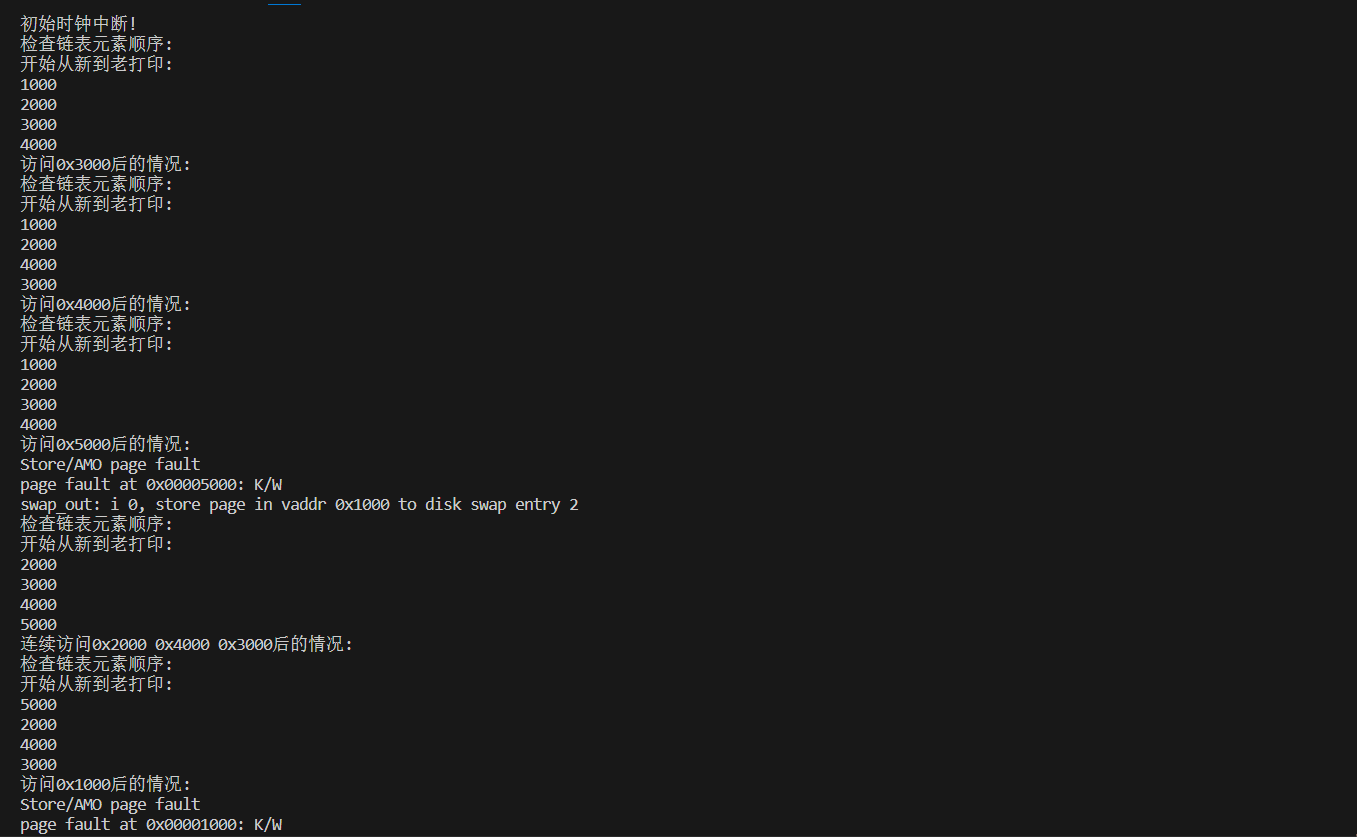 初始时钟中断!
检查链表元素顺序:
开始从新到老打印:
1000
2000
3000
4000
访问0x3000后的情况:
检查链表元素顺序:
开始从新到老打印:
1000
2000
4000
3000
访问0x4000后的情况:
检查链表元素顺序:
开始从新到老打印:
1000
2000
3000
4000
访问0x5000后的情况:
Store/AMO page fault
page fault at 0x00005000: K/W
swap_out: i 0, store page in vaddr 0x1000 to disk swap entry 2
检查链表元素顺序:
开始从新到老打印:
2000
3000
4000
5000
连续访问0x2000 0x4000 0x3000后的情况:
检查链表元素顺序:
开始从新到老打印:
5000
2000
4000
3000
访问0x1000后的情况:
Store/AMO page fault
page fault at 0x00001000: K/W